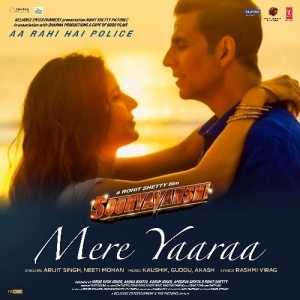 RELIANCE ENTERTAINMENT presentation ROHIT SHETTY PICTUREZ
in association with DHARMA PRODUCTIONS & CAPE OF GOOD FILMS
AA RAHI HAI POLICE
A ROHIT SHETTY film
SOORYAVANSHI
Mere Yaaraa
SINGERS ARIJIT SINGH, NEETI MOHAN MUSIC KAUSHIK, GUDDU, AKASH LYRICS RASHMI VIRAG